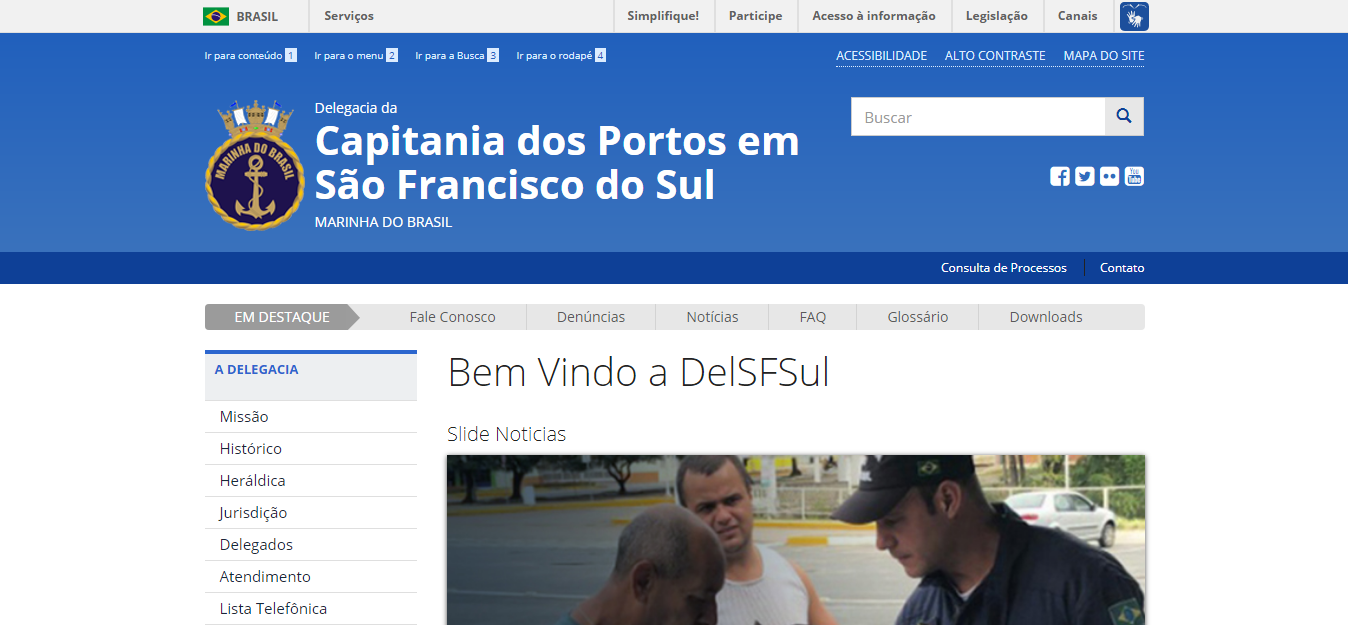 BRASIL
Serviços
Simplifique!
Participe
Acesso à informação
Legislação
Canais
Ir para conteúdo 1
Ir para o menu 2
Ir para a Busca 3
Ir para o rodapé 4
ACESSIBILIDADE
ALTO CONTRASTE
MAPA DO SITE
MARINHA DO BRASIL
Delegacia da
Capitania dos Portos em
São Francisco do Sul
MARINHA DO BRASIL
Buscar
You
Tube
Consulta de Processos
Contato
EM DESTAQUE
Fale Conosco
Denúncias
Notícias
FAQ
Glossário
Downloads
A DELEGACIA
Missão
Histórico
Heráldica
Jurisdição
Delegados
Atendimento
Lista Telefônica
Bem Vindo a DelSFSul
Slide Noticias